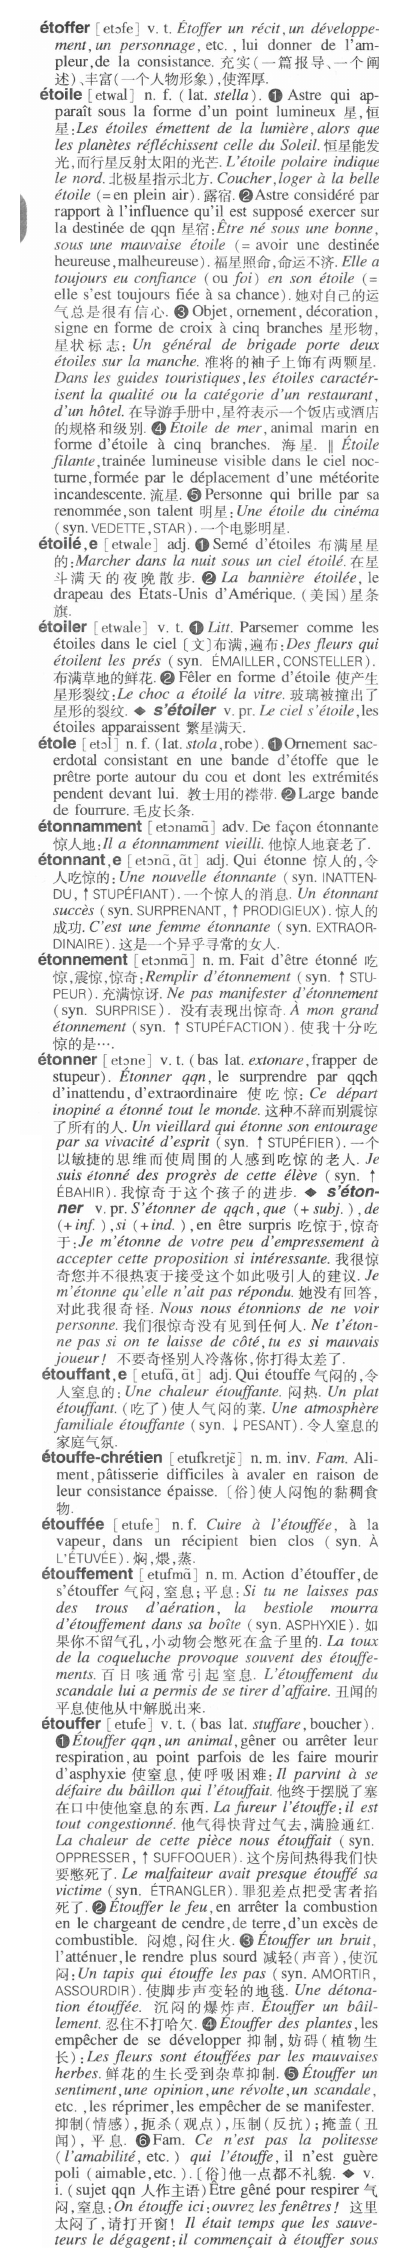 étoffer [etɔfe] v. t. Étoffer un récit, un développe-
ment, un personnage, etc., lui donner de l'am-
pleur, de la consistance. 充实(一篇报导、一个阐
述)、丰富(一个人物形象), 使浑厚.
étoile [etwal] n. f. (lat. stella). ❶ Astre qui ap-
paraît sous la forme d'un point lumineux 星, 恒
星: Les étoiles émettent de la lumière, alors que
les planètes réfléchissent celle du Soleil. 恒星能发
光, 而行星反射太阳的光芒. L'étoile polaire indique
le nord. 北极星指示北方. Coucher, loger à la belle
étoile (= en plein air). 露宿. ❷ Astre considéré par
rapport à l'influence qu'il est supposé exercer sur
la destinée de qqn 星宿: Être né sous une bonne,
sous une mauvaise étoile (= avoir une destinée
heureuse, malheureuse). 福星照命, 命运不济. Elle a
toujours eu confiance (ou foi) en son étoile (=
elle s'est toujours fiée à sa chance). 她对自己的运
气总是很有信心. ❸ Objet, ornement, décoration,
signe en forme de croix à cinq branches 星形物,
星状标志: Un général de brigade porte deux
étoiles sur la manche. 准将的袖子上饰有两颗星.
Dans les guides touristiques, les étoiles caractér-
isent la qualité ou la catégorie d'un restaurant,
d'un hôtel. 在导游手册中, 星符表示一个饭店或酒店
的规格和级别. ❹ Étoile de mer, animal marin en
forme d'étoile à cinq branches. 海星. ‖ Étoile
filante, trainée lumineuse visible dans le ciel noc-
turne, formée par le déplacement d'une météorite
incandescente. 流星. ❺ Personne qui brille par sa
renommée, son talent 明星: Une étoile du cinéma
(syn. VEDETTE, STAR). 一个电影明星.
étoilé, e [etwale] adj. ❶ Semé d'étoiles 布满星星
的: Marcher dans la nuit sous un ciel étoilé. 在星
斗满天的夜晚散步. ❷ La bannière étoilée, le
drapeau des États-Unis d'Amérique. (美国)星条
旗.
étoiler [etwale] v. t. ❶ Litt. Parsemer comme les
étoiles dans le ciel [文]布满, 遍布: Des fleurs qui
étoilent les prés (syn. ÉMAILLER, CONSTELLER).
布满草地的鲜花. ❷ Fêler en forme d'étoile 使产生
星形裂纹: Le choc a étoilé la vitre. 玻璃被撞出了
星形的裂纹. ◆ s'étoiler v. pr. Le ciel s'étoile, les
étoiles apparaissent 繁星满天.
étole [etɔl] n. f. (lat. stola, robe). ❶ Ornement sac-
erdotal consistant en une bande d'étoffe que le
prêtre porte autour du cou et dont les extrémités
pendent devant lui. 教士用的襟带. ❷ Large bande
de fourrure. 毛皮长条.
étonnamment [etɔnamɑ̃] adv. De façon étonnante
惊人地: Il a étonnamment vieilli. 他惊人地衰老了.
étonnant, e [etɔnɑ̃, ɑ̃t] adj. Qui étonne 惊人的, 令
人吃惊的: Une nouvelle étonnante (syn. INATTEN-
DU, ↑ STUPÉFIANT). 一个惊人的消息. Un étonnant
succès (syn. SURPRENANT, ↑ PRODIGIEUX). 惊人的
成功. C'est une femme étonnante (syn. EXTRAOR-
DINAIRE). 这是一个异乎寻常的女人.
étonnement [etɔnmɑ̃] n. m. Fait d'être étonné 吃
惊, 震惊, 惊奇: Remplir d'étonnement (syn. ↑ STU-
PEUR). 充满惊讶. Ne pas manifester d'étonnement
(syn. SURPRISE). 没有表现出惊奇. À mon grand
étonnement (syn. ↑ STUPÉFACTION). 使我十分吃
惊的是….
étonner [etɔne] v. t. (bas lat. extonare, frapper de
stupeur). Étonner qqn, le surprendre par qqch
d'inattendu, d'extraordinaire 使吃惊: Ce départ
inopiné a étonné tout le monde. 这种不辞而别震惊
了所有的人. Un vieillard qui étonne son entourage
par sa vivacité d'esprit (syn. ↑ STUPÉFIER). 一个
以敏捷的思维而使周围的人感到吃惊的老人. Je
suis étonné des progrès de cette élève (syn. ↑
ÉBAHIR). 我惊奇于这个孩子的进步. ◆ s'éton-
ner v. pr. S'étonner de qqch, que (+ subj.), de
(+ inf.), si (+ ind.), en être surpris 吃惊于, 惊奇
于: Je m'étonne de votre peu d'empressement à
accepter cette proposition si intéressante. 我很惊
奇您并不很热衷于接受这个如此吸引人的建议. Je
m'étonne qu'elle n'ait pas répondu. 她没有回答,
对此我很奇怪. Nous nous étonnions de ne voir
personne. 我们很惊奇没有见到任何人. Ne t'éton-
ne pas si on te laisse de côté, tu es si mauvais
joueur! 不要奇怪别人冷落你, 你打得太差了.
étouffant, e [etufɑ̃, ɑ̃t] adj. Qui étouffe 气闷的, 令
人窒息的: Une chaleur étouffante. 闷热. Un plat
étouffant. (吃了)使人气闷的菜. Une atmosphère
familiale étouffante (syn. ↓ PESANT). 令人窒息的
家庭气氛.
étouffe-chrétien [etufkretjɛ̃] n. m. inv. Fam. Ali-
ment, pâtisserie difficiles à avaler en raison de
leur consistance épaisse. [俗]使人闷饱的黏稠食
物.
étouffée [etufe] n. f. Cuire à l'étouffée, à la
vapeur, dans un récipient bien clos (syn. À
L'ÉTUVÉE). 焖, 煨, 蒸.
étouffement [etufmɑ̃] n. m. Action d'étouffer, de
s'étouffer 气闷, 窒息; 平息: Si tu ne laisses pas
des trous d'aération, la bestiole mourra
d'étouffement dans sa boîte (syn. ASPHYXIE). 如
果你不留气孔, 小动物会憋死在盒子里的. La toux
de la coqueluche provoque souvent des étouffe-
ments. 百日咳通常引起窒息. L'étouffement du
scandale lui a permis de se tirer d'affaire. 丑闻的
平息使他从中解脱出来.
étouffer [etufe] v. t. (bas lat. stuffare, boucher).
❶ Étouffer qqn, un animal, gêner ou arrêter leur
respiration, au point parfois de les faire mourir
d'asphyxie 使窒息, 使呼吸困难: Il parvint à se
défaire du bâillon qui l'étouffait. 他终于摆脱了塞
在口中使他窒息的东西. La fureur l'étouffe: il est
tout congestionné. 他气得快背过气去, 满脸通红.
La chaleur de cette pièce nous étouffait (syn.
OPPRESSER, ↑ SUFFOQUER). 这个房间热得我们快
要憋死了. Le malfaiteur avait presque étouffé sa
victime (syn. ÉTRANGLER). 罪犯差点把受害者掐
死了. ❷ Étouffer le feu, en arrêter la combustion
en le chargeant de cendre, de terre, d'un excès de
combustible. 闷熄, 闷住火. ❸ Étouffer un bruit,
l'atténuer, le rendre plus sourd 减轻(声音), 使沉
闷: Un tapis qui étouffe les pas (syn. AMORTIR,
ASSOURDIR). 使脚步声变轻的地毯. Une détona-
tion étouffée. 沉闷的爆炸声. Étouffer un bâil-
lement. 忍住不打哈欠. ❹ Étouffer des plantes, les
empêcher de se développer 抑制, 妨碍(植物生
长): Les fleurs sont étouffées par les mauvaises
herbes. 鲜花的生长受到杂草抑制. ❺ Étouffer un
sentiment, une opinion, une révolte, un scandale,
etc., les réprimer, les empêcher de se manifester.
抑制(情感), 扼杀(观点), 压制(反抗); 掩盖(丑
闻), 平息. ❻ Fam. Ce n'est pas la politesse
(l'amabilité, etc.) qui l'étouffe, il n'est guère
poli (aimable, etc.). [俗]他一点都不礼貌. ◆ v.
i. (sujet qqn 人作主语) Être gêné pour respirer 气
闷, 窒息: On étouffe ici: ouvrez les fenêtres! 这里
太闷了, 请打开窗! Il était temps que les sauve-
teurs le dégagent: il commençait à étouffer sous